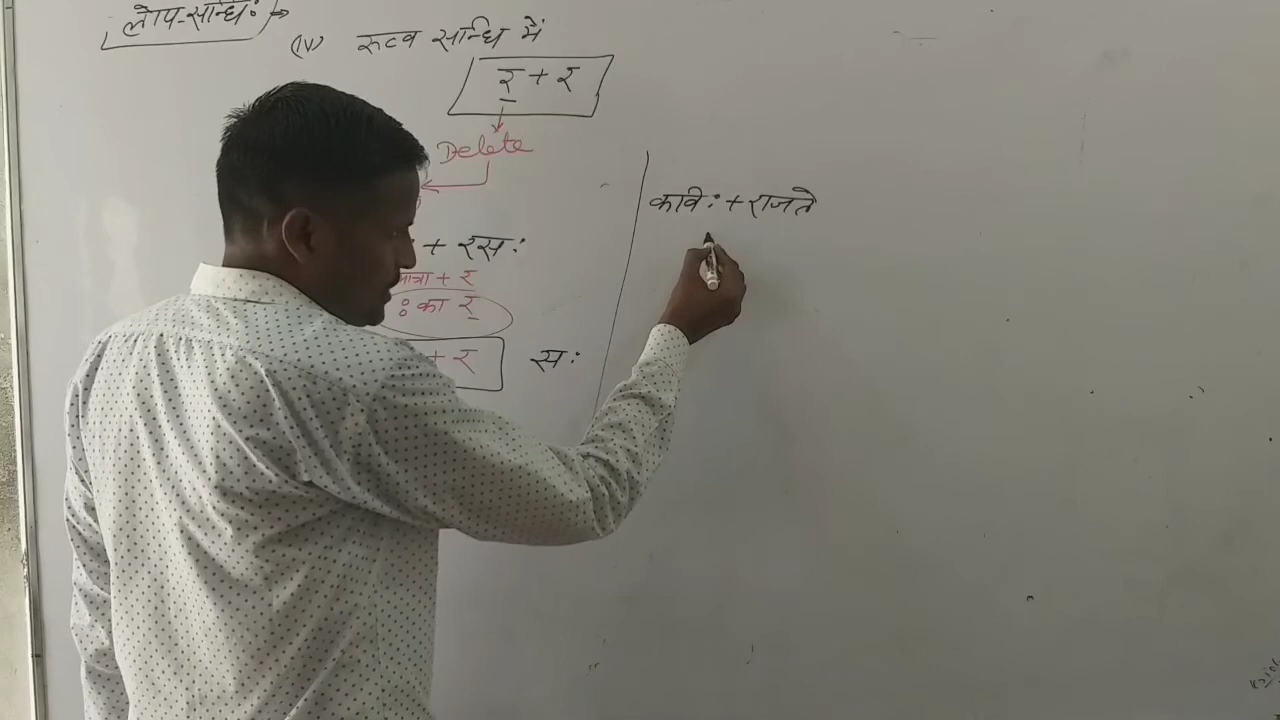 लोप-सन्धिः →
(iv) रुत्व सन्धि में
र् + र
Delete
+ रसः
मात्रा + र
: का र्
+ र सः
कविः + राजते